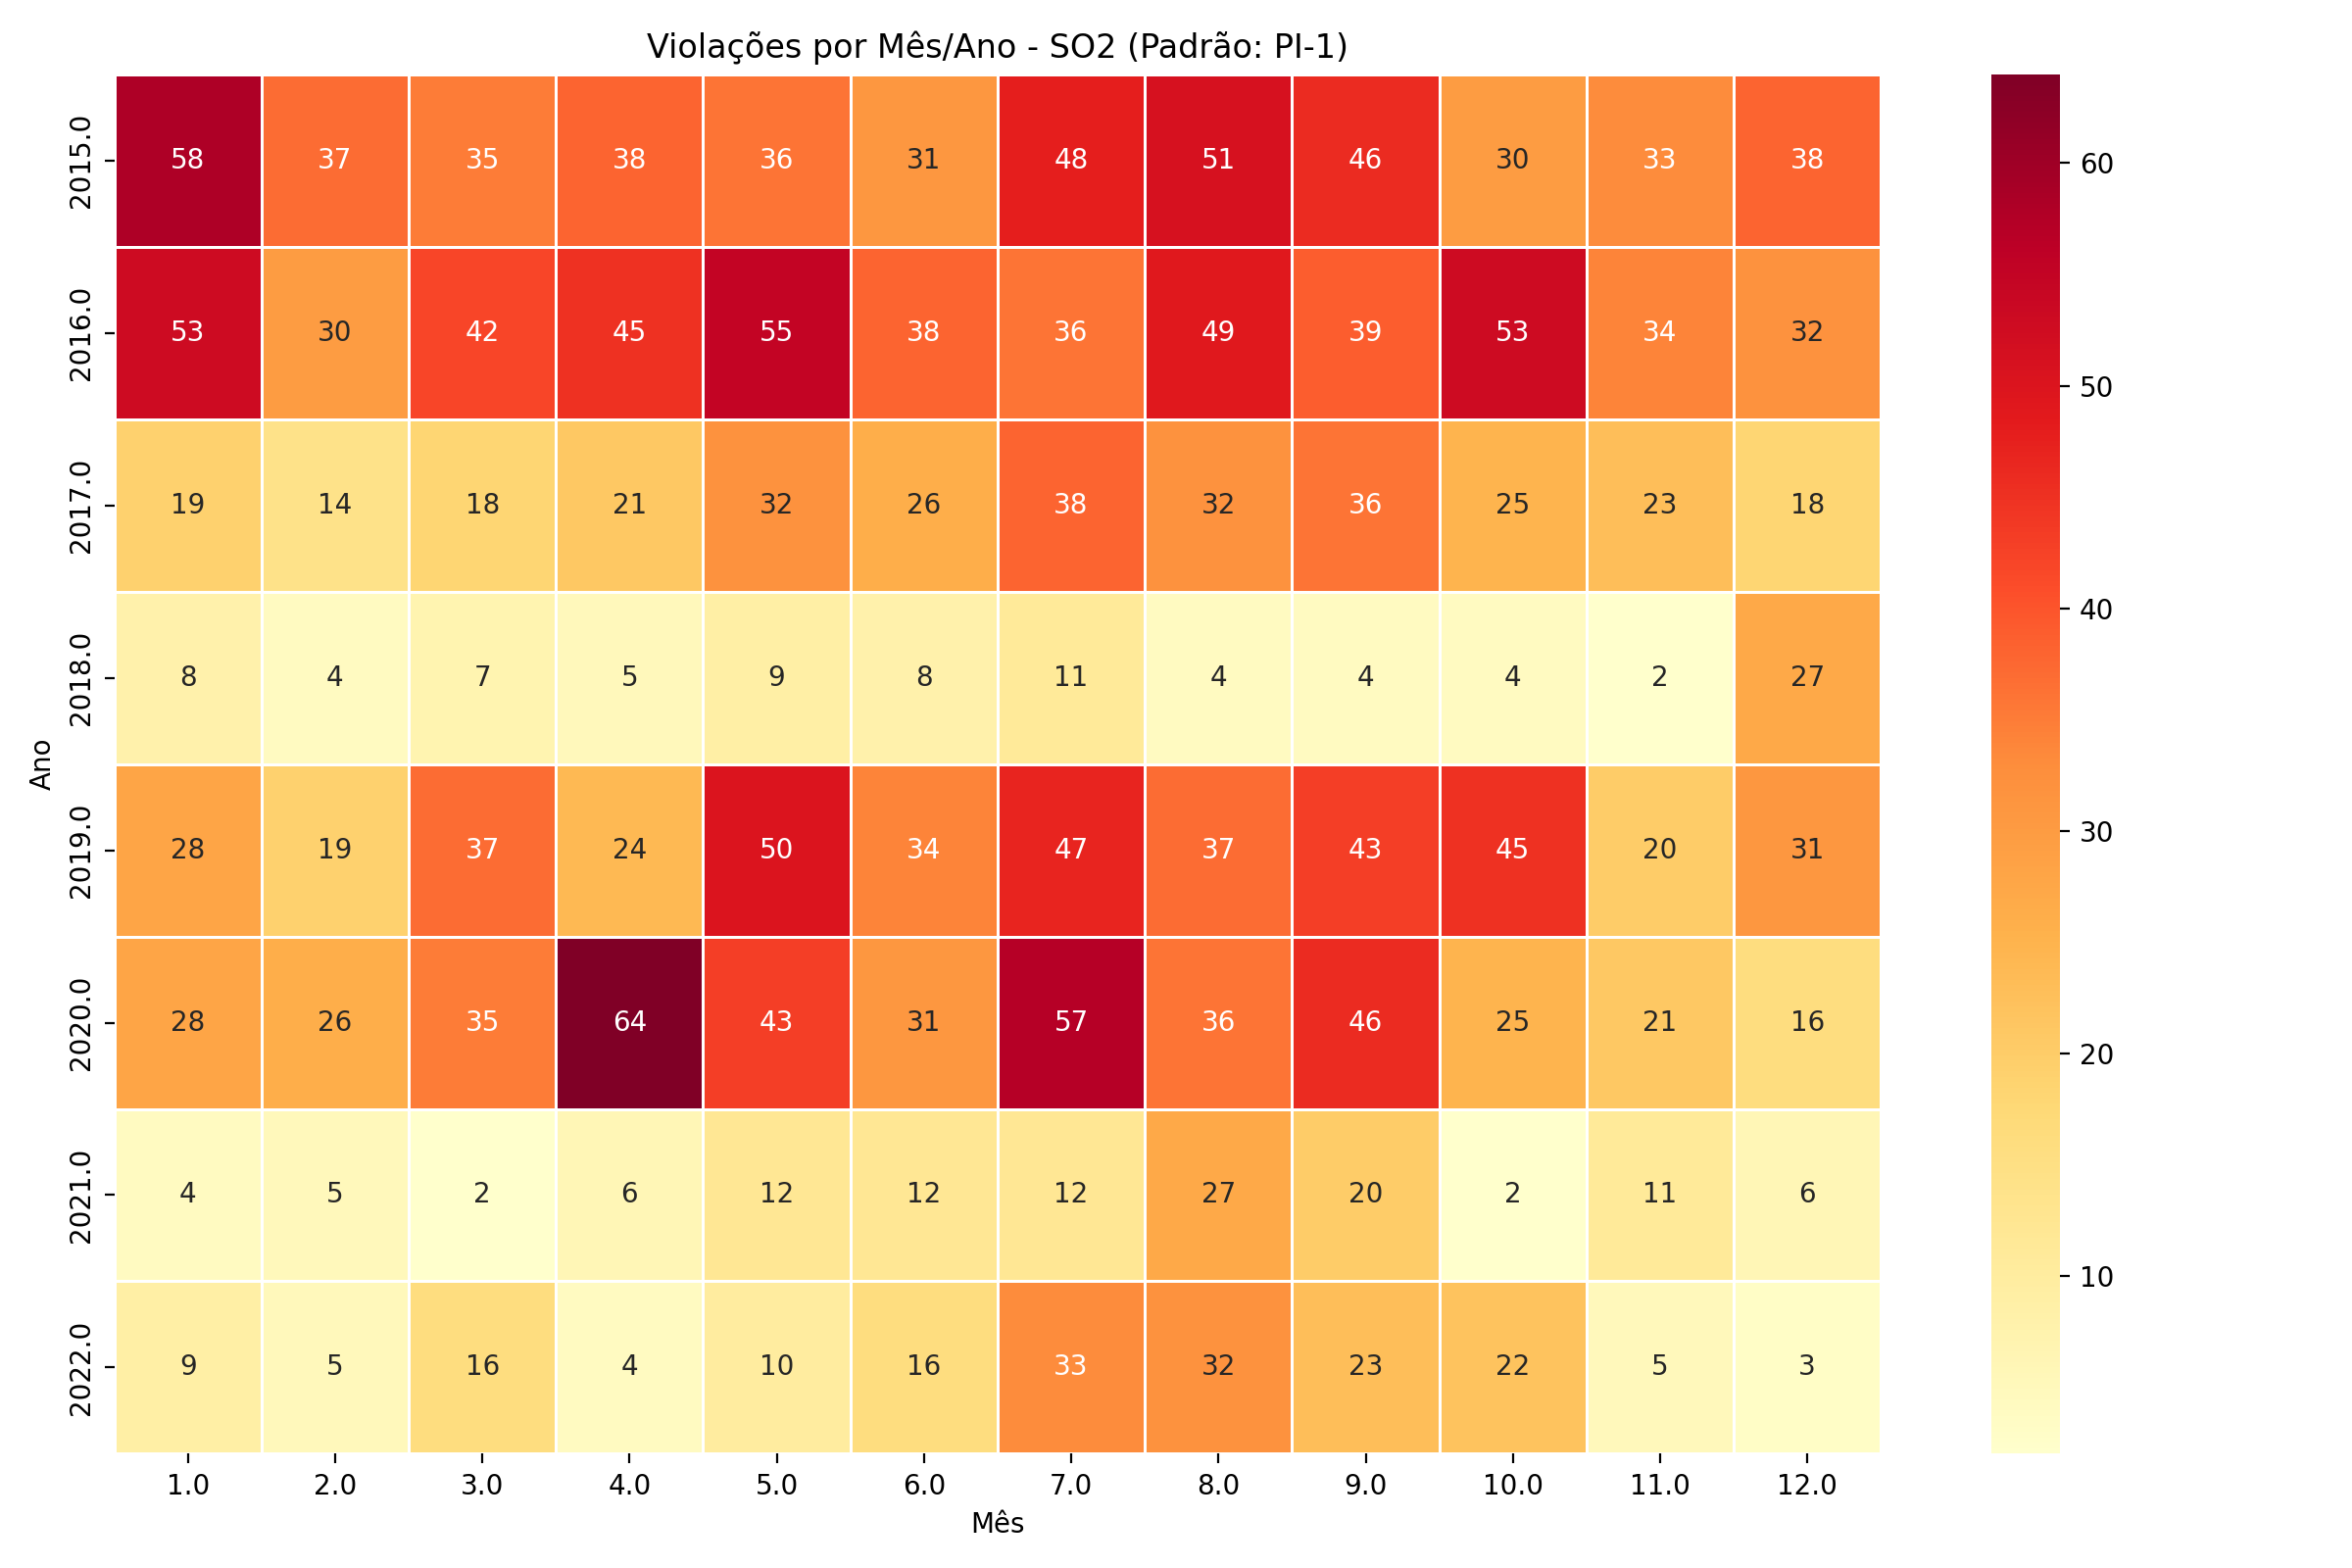 Violações por Mês/Ano - SO2 (Padrão: PI-1)
Ano
2015.0 58 37 35 38 36 31 48 51 46 30 33 38
2016.0 53 30 42 45 55 38 36 49 39 53 34 32
2017.0 19 14 18 21 32 26 38 32 36 25 23 18
2018.0 8 4 7 5 9 8 11 4 4 4 2 27
2019.0 28 19 37 24 50 34 47 37 43 45 20 31
2020.0 28 26 35 64 43 31 57 36 46 25 21 16
2021.0 4 5 2 6 12 12 12 27 20 2 11 6
2022.0 9 5 16 4 10 16 33 32 23 22 5 3
1.0 2.0 3.0 4.0 5.0 6.0 7.0 8.0 9.0 10.0 11.0 12.0
Mês
60
50
40
30
20
10